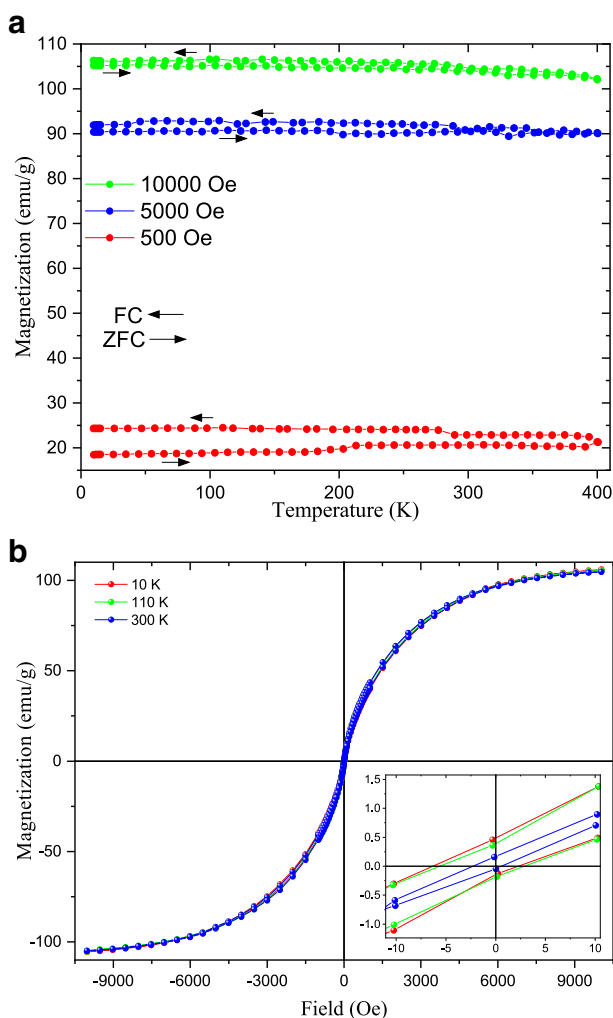 a
110
100
90
80
70
60
50
40
30
20
Magnetization (emu/g)
10000 Oe
5000 Oe
500 Oe
FC
ZFC
0 100 200 300 400
Temperature (K)
b
100
50
0
-50
-100
Magnetization (emu/g)
10 K
110 K
300 K
1.5
1.0
0.5
0.0
-0.5
-1.0
-10 -5 0 5 10
-9000 -6000 -3000 0 3000 6000 9000
Field (Oe)